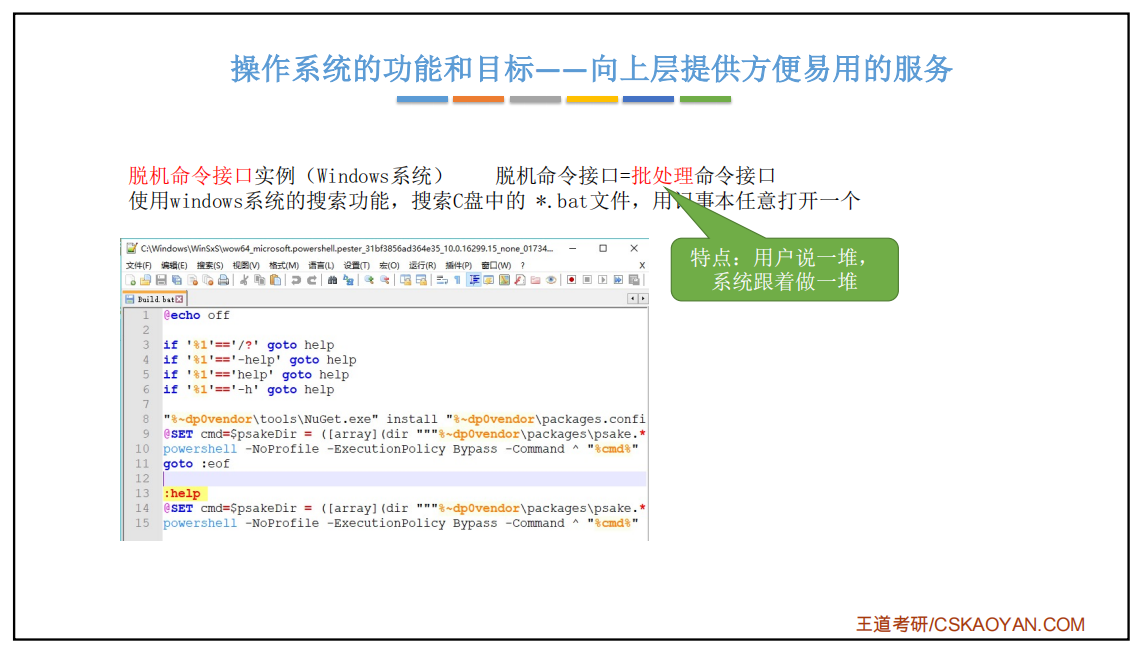 操作系统的功能和目标——向上层提供方便易用的服务
脱机命令接口实例（Windows系统） 脱机命令接口=批处理命令接口
使用windows系统的搜索功能，搜索C盘中的 *.bat文件，用记事本任意打开一个
特点：用户说一堆，
系统跟着做一堆
C:\Windows\WinSxS\wow64_microsoft.powershell.pester_31bf3856ad364e35_10.0.16299.15_none_01734...
文件(F) 编辑(E) 搜索(S) 视图(V) 格式(M) 语言(L) 设置(T) 宏(O) 运行(R) 插件(P) 窗口(W) ? X
Build.bat
1 @echo off
2
3 if '%1'=='/?' goto help
4 if '%1'=='-help' goto help
5 if '%1'=='help' goto help
6 if '%1'=='-h' goto help
7
8 "%~dp0vendor\tools\NuGet.exe" install "%~dp0vendor\packages.confi
9 @SET cmd=$psakeDir = ([array](dir """%~dp0vendor\packages\psake.*
10 powershell -NoProfile -ExecutionPolicy Bypass -Command ^ "%cmd%"
11 goto :eof
12
13 :help
14 @SET cmd=$psakeDir = ([array](dir """%~dp0vendor\packages\psake.*
15 powershell -NoProfile -ExecutionPolicy Bypass -Command ^ "%cmd%"
王道考研/CSKAOYAN.COM